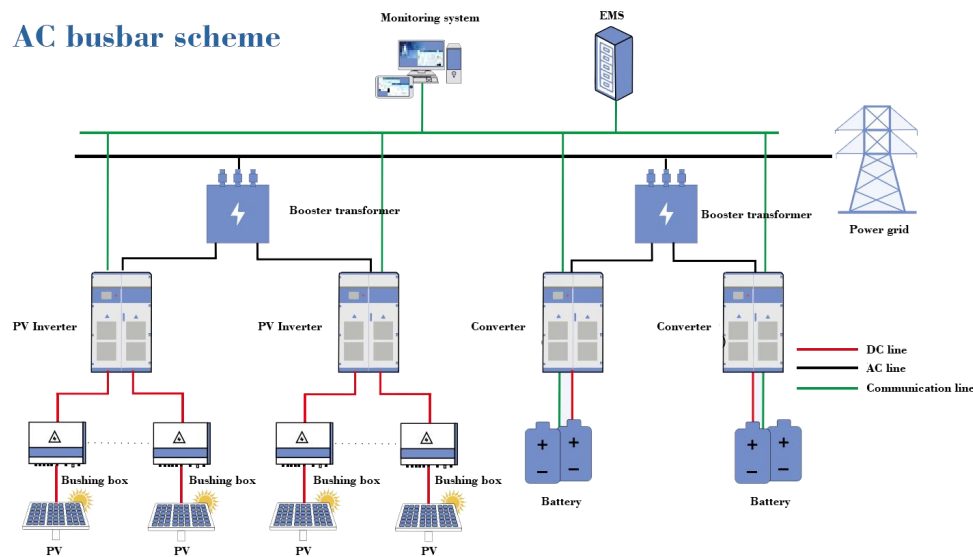 AC busbar scheme
Monitoring system
EMS
Booster transformer
Booster transformer
Power grid
PV Inverter
PV Inverter
Converter
Converter
DC line
AC line
Communication line
Bushing box
Bushing box
Bushing box
Bushing box
+ +
− −
+ +
− −
Battery
Battery
PV
PV
PV
PV